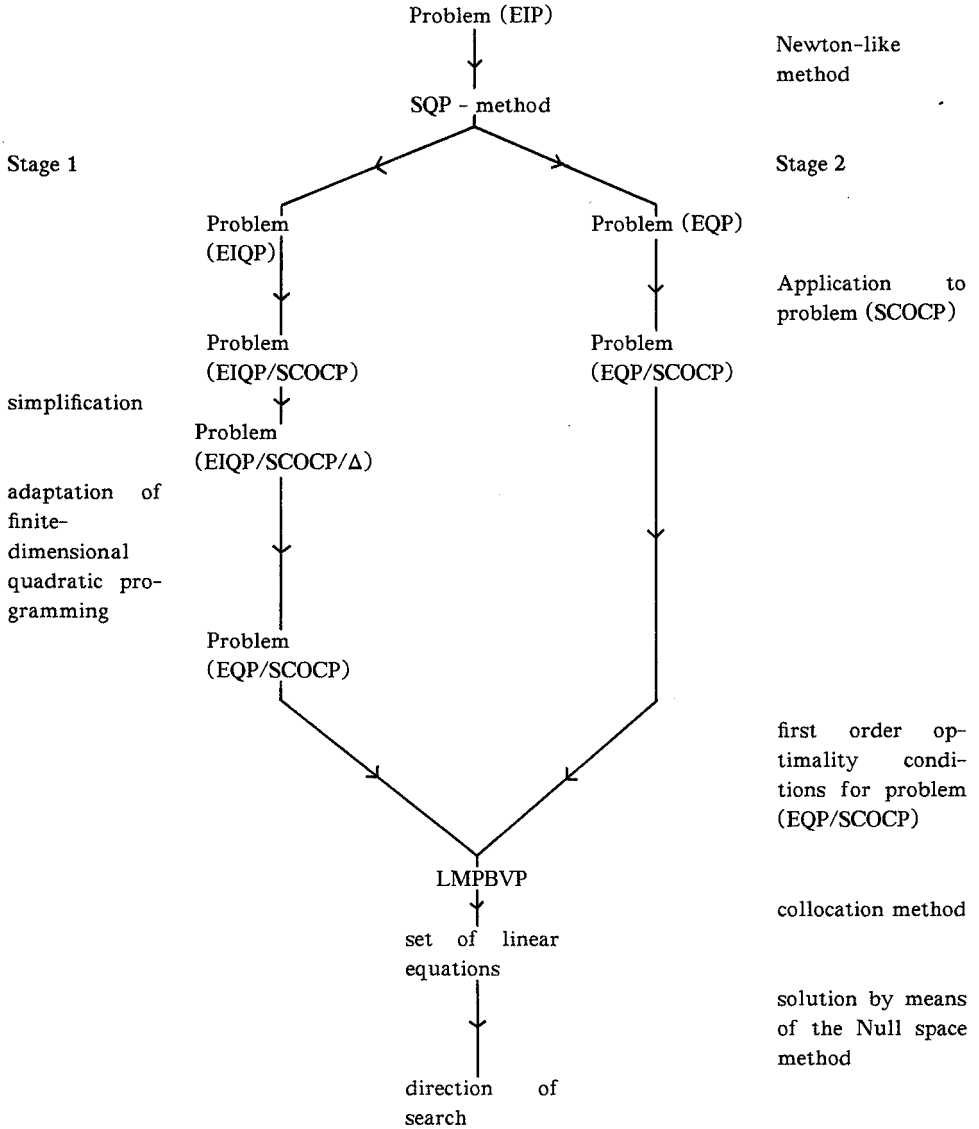 Problem (EIP)
Newton-like
method
SQP - method
Stage 1
Stage 2
Problem
(EIQP)
Problem (EQP)
Application to
problem (SCOCP)
Problem
(EIQP/SCOCP)
Problem
(EQP/SCOCP)
simplification
Problem
(EIQP/SCOCP/Δ)
adaptation of
finite-
dimensional
quadratic pro-
gramming
Problem
(EQP/SCOCP)
first order op-
timality condi-
tions for problem
(EQP/SCOCP)
LMPBVP
collocation method
set of linear
equations
solution by means
of the Null space
method
direction of
search